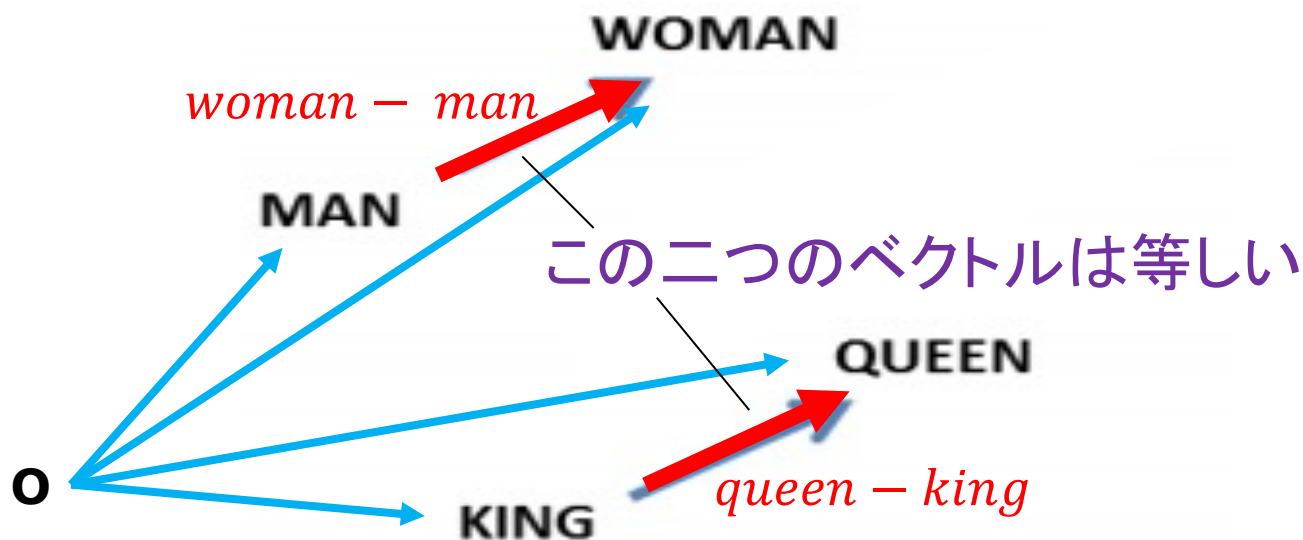 WOMAN
woman − man
MAN
この二つのベクトルは等しい
QUEEN
O
queen − king
KING